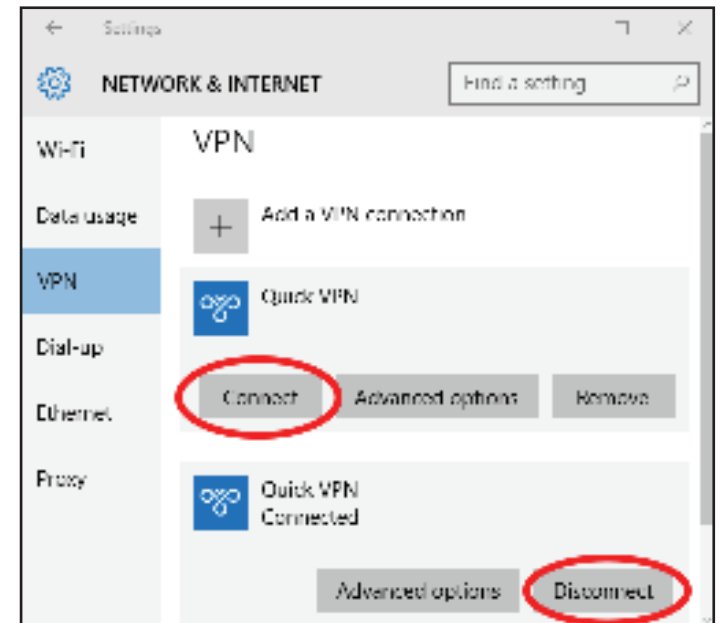 Settings
NETWORK & INTERNET
Find a setting
Wi-Fi
Data usage
VPN
Dial-up
Ethernet
Proxy
VPN
Add a VPN connection
Quick VPN
Connect Advanced options Remove
Quick VPN
Connected
Advanced options Disconnect